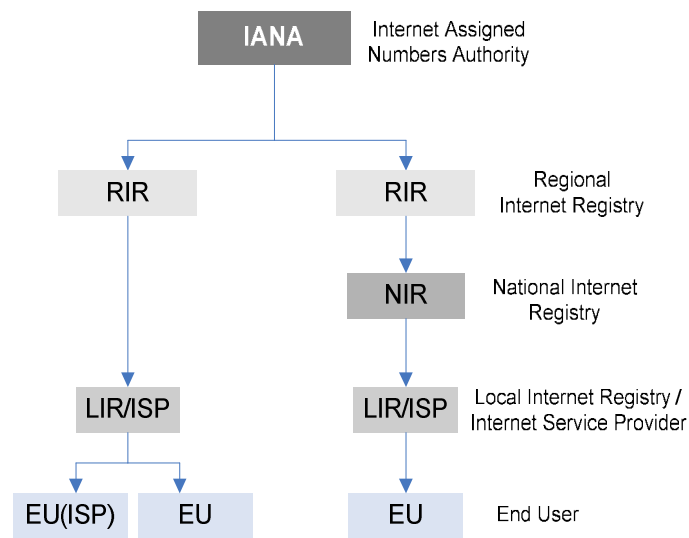 IANA
Internet Assigned
Numbers Authority
RIR
RIR
Regional
Internet Registry
NIR
National Internet
Registry
LIR/ISP
LIR/ISP
Local Internet Registry /
Internet Service Provider
EU(ISP)
EU
EU
End User